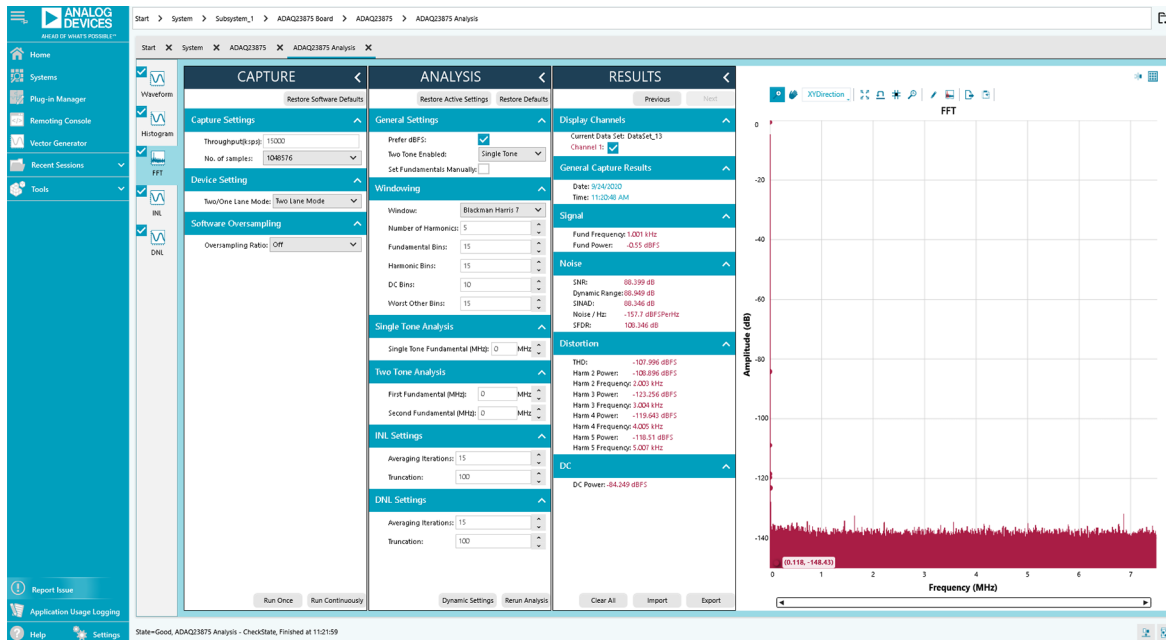 ANALOG
DEVICES
AHEAD OF WHAT'S POSSIBLE™
Home
Systems
Plug-in Manager
Remoting Console
Vector Generator
Recent Sessions
Tools
Report Issue
Application Usage Logging
Help
Settings
Start > System > Subsystem_1 > ADAQ23875 Board > ADAQ23875 > ADAQ23875 Analysis
Start X System X ADAQ23875 X ADAQ23875 Analysis X
Waveform
Histogram
FFT
INL
DNL
CAPTURE
Restore Software Defaults
Capture Settings
Throughput(ksps): 15000
No. of samples: 1048576
Device Setting
Two/One Lane Mode: Two Lane Mode
Software Oversampling
Oversampling Ratio: Off
Run Once Run Continuously
ANALYSIS
Restore Active Settings Restore Defaults
General Settings
Prefer dBFS:
Two Tone Enabled: Single Tone
Set Fundamentals Manually:
Windowing
Window: Blackman Harris 7
Number of Harmonics: 5
Fundamental Bins: 15
Harmonic Bins: 15
DC Bins: 10
Worst Other Bins: 15
Single Tone Analysis
Single Tone Fundamental (MHz): 0 MHz
Two Tone Analysis
First Fundamental (MHz): 0 MHz
Second Fundamental (MHz): 0 MHz
INL Settings
Averaging Iterations: 15
Truncation: 100
DNL Settings
Averaging Iterations: 15
Truncation: 100
Dynamic Settings Rerun Analysis
RESULTS
Previous Next
Display Channels
Current Data Set: DataSet_13
Channel 1:
General Capture Results
Date: 9/24/2020
Time: 11:20:48 AM
Signal
Fund Frequency: 1.001 kHz
Fund Power: -0.55 dBFS
Noise
SNR: 88.399 dB
Dynamic Range: 88.949 dB
SINAD: 88.346 dB
Noise / Hz: -157.7 dBFSPerHz
SFDR: 108.346 dB
Distortion
THD: -107.996 dBFS
Harm 2 Power: -108.896 dBFS
Harm 2 Frequency: 2.003 kHz
Harm 3 Power: -123.256 dBFS
Harm 3 Frequency: 3.004 kHz
Harm 4 Power: -119.643 dBFS
Harm 4 Frequency: 4.005 kHz
Harm 5 Power: -118.51 dBFS
Harm 5 Frequency: 5.007 kHz
DC
DC Power: -84.249 dBFS
Clear All Import Export
XYDirection
FFT
0
-20
-40
-60
-80
-100
-120
-140
Amplitude (dB)
(0.118, -148.43)
0 1 2 3 4 5 6 7
Frequency (MHz)
State=Good, ADAQ23875 Analysis - CheckState, Finished at 11:21:59